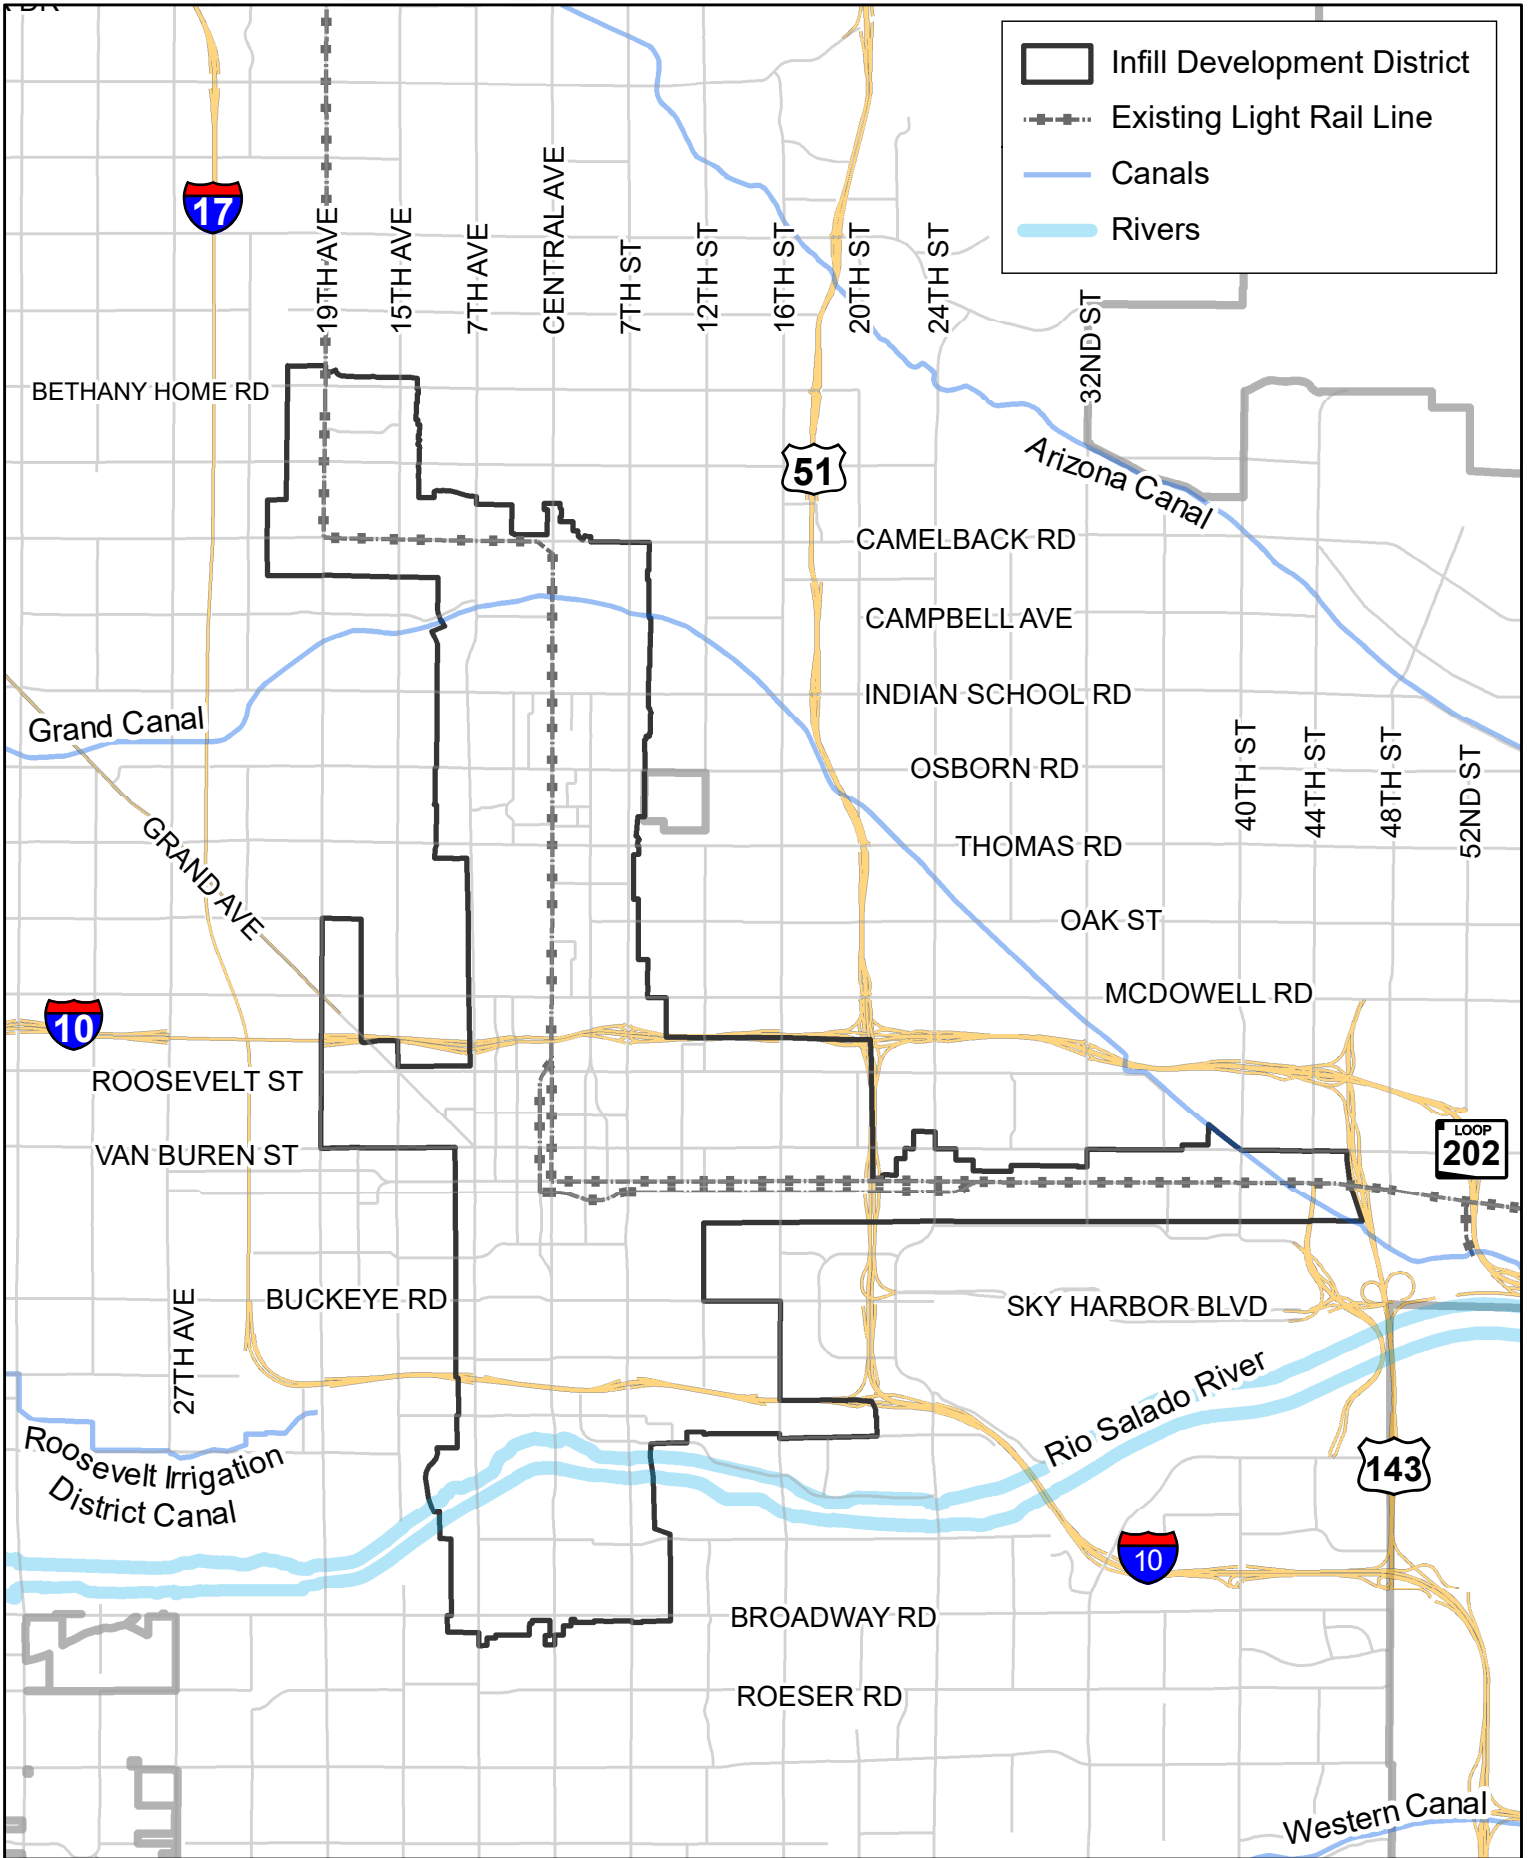 Infill Development District
Existing Light Rail Line
Canals
Rivers
17
19TH AVE
15TH AVE
7TH AVE
CENTRAL AVE
7TH ST
12TH ST
16TH ST
20TH ST
24TH ST
32ND ST
BETHANY HOME RD
51
Arizona Canal
CAMELBACK RD
CAMPBELL AVE
INDIAN SCHOOL RD
Grand Canal
OSBORN RD
40TH ST
44TH ST
48TH ST
52ND ST
GRAND AVE
THOMAS RD
OAK ST
MCDOWELL RD
10
ROOSEVELT ST
VAN BUREN ST
LOOP
202
27TH AVE
BUCKEYE RD
SKY HARBOR BLVD
Rio Salado River
Roosevelt Irrigation
District Canal
143
10
BROADWAY RD
ROESER RD
Western Canal